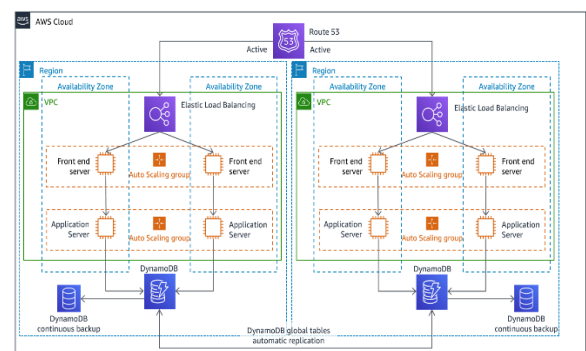 aws
AWS Cloud
Route 53
53
Active
Active
Region
Region
Availability Zone
Availability Zone
Availability Zone
Availability Zone
VPC
VPC
Elastic Load Balancing
Elastic Load Balancing
Front end
server
Auto Scaling group
Front end
server
Front end
server
Auto Scaling group
Front end
server
Application
Server
Auto Scaling group
Application
Server
Application
Server
Auto Scaling group
Application
Server
DynamoDB
DynamoDB
DynamoDB
continuous backup
DynamoDB
continuous backup
DynamoDB global tables
automatic replication